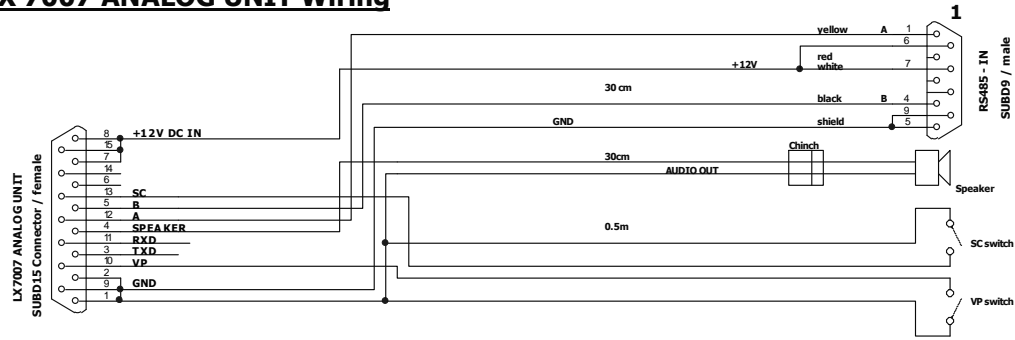 LX 7007 ANALOG UNIT Wiring
1
yellow A 1
6
red
+12V white 7
30 cm
black B 4
9
GND shield 5
RS485 - IN
SUBD9 / male
8 +12V DC IN
15
7
14
6
13 SC
5 B
12 A
4 SPEAKER
11 RXD
3 TXD
10 VP
2
9 GND
1
LX7007 ANALOG UNIT
SUBD15 Connector / female
Chinch
30cm
AUDIO OUT
Speaker
0.5m
SC switch
VP switch